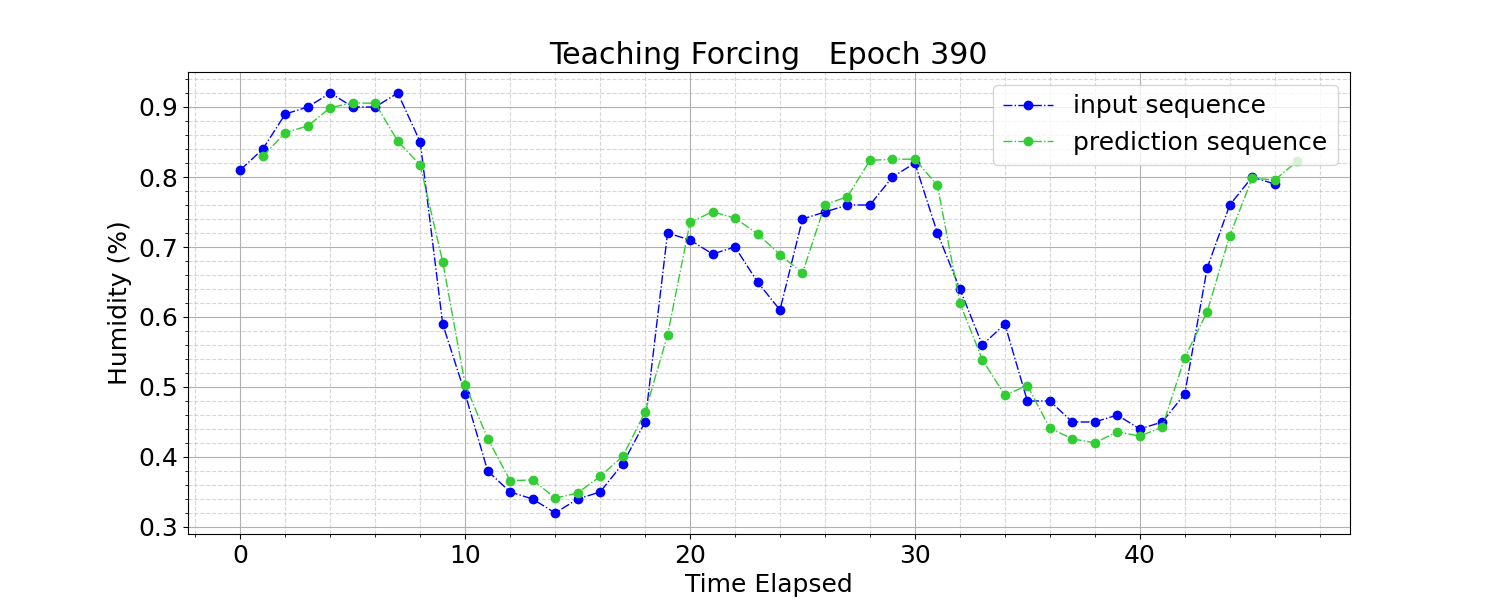 Teaching Forcing   Epoch 390
input sequence
prediction sequence
Humidity (%)
0.9
0.8
0.7
0.6
0.5
0.4
0.3
0 10 20 30 40
Time Elapsed